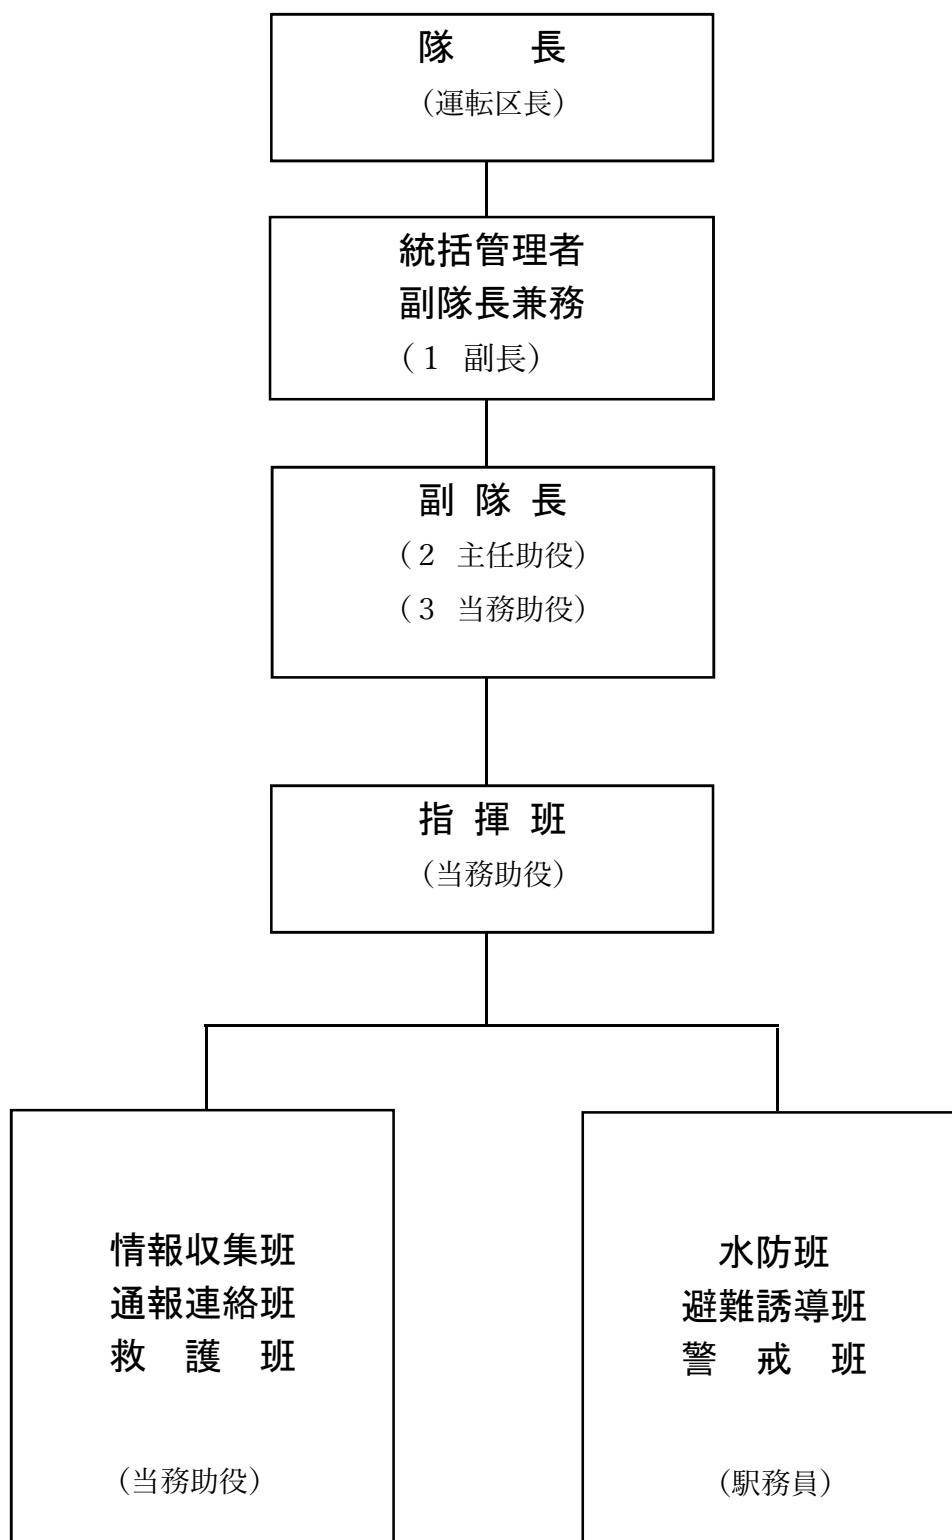 隊　　長
（運転区長）
統括管理者
副隊長兼務
（１ 副長）
副 隊 長
（２ 主任助役）
（３ 当務助役）
指 揮 班
（当務助役）
情報収集班
通報連絡班
救　護　班
（当務助役）
水防班
避難誘導班
警　戒　班
（駅務員）